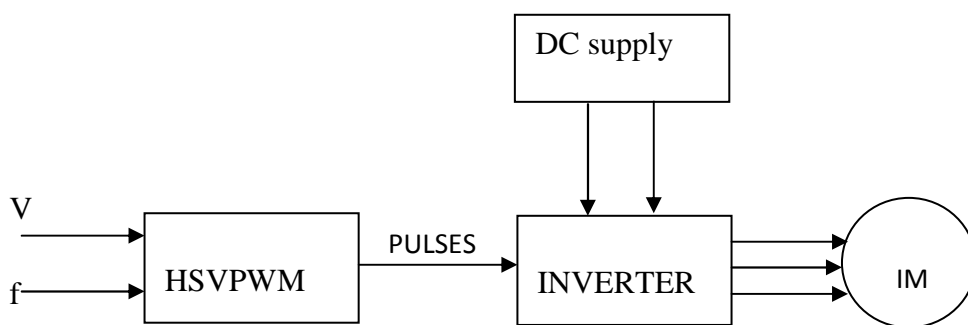 DC supply
V
f
HSVPWM
PULSES
INVERTER
IM